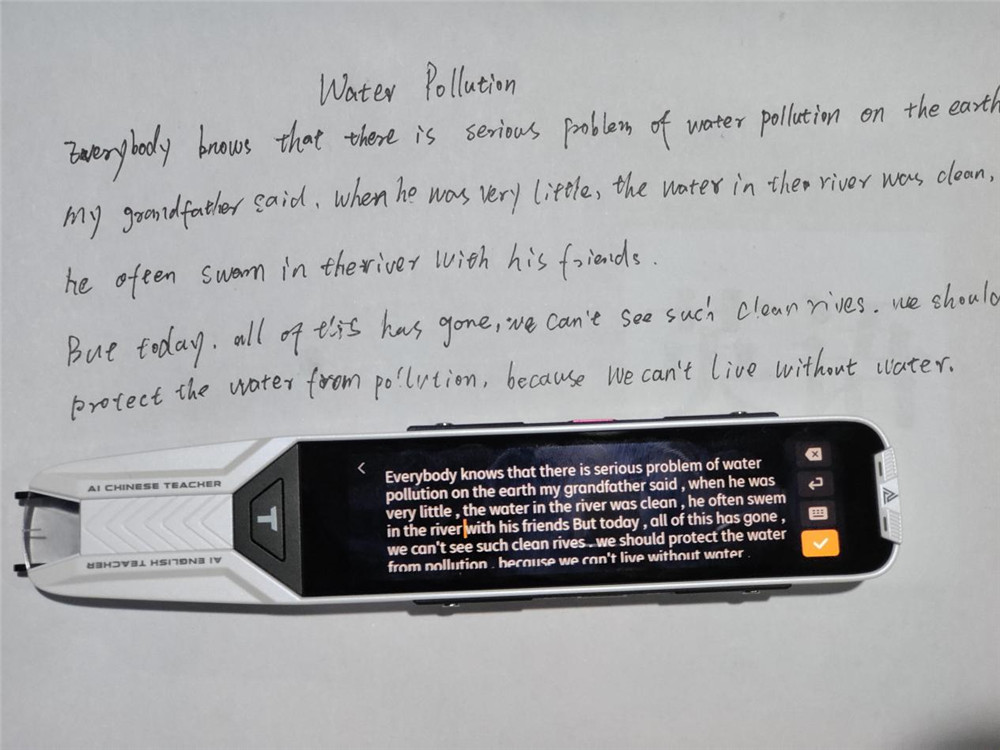 Water Pollution
Everybody knows that there is serious problem of water pollution on the earth
my grandfather said, when he was very little, the water in the river was clean,
he often swam in the river with his friends.
But today, all of this has gone, we can't see such clean rives. we should
protect the water from pollution, because we can't live without water.
AI CHINESE TEACHER
T
AI ENGLISH TEACHER
Everybody knows that there is serious problem of water
pollution on the earth my grandfather said , when he was
very little , the water in the river was clean , he often swem
in the river with his friends But today , all of this has gone ,
we can't see such clean rives . we should protect the water
from pollution , because we can't live without water .